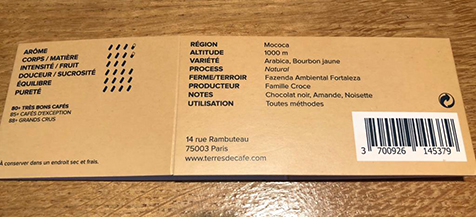 ARÔME
CORPS / MATIÈRE
INTENSITÉ / FRUIT
DOUCEUR / SUCROSITÉ
ÉQUILIBRE
PURETÉ
80+ TRÈS BONS CAFÉS
85+ CAFÉS D'EXCEPTION
88+ GRANDS CRUS
À conserver dans un endroit sec et frais.
RÉGION Mococa
ALTITUDE 1000 m
VARIÉTÉ Arabica, Bourbon jaune
PROCESS Natural
FERME/TERROIR Fazenda Ambiental Fortaleza
PRODUCTEUR Famille Croce
NOTES Chocolat noir, Amande, Noisette
UTILISATION Toutes méthodes
14 rue Rambuteau
75003 Paris
www.terresdecafe.com
3 700926 145379